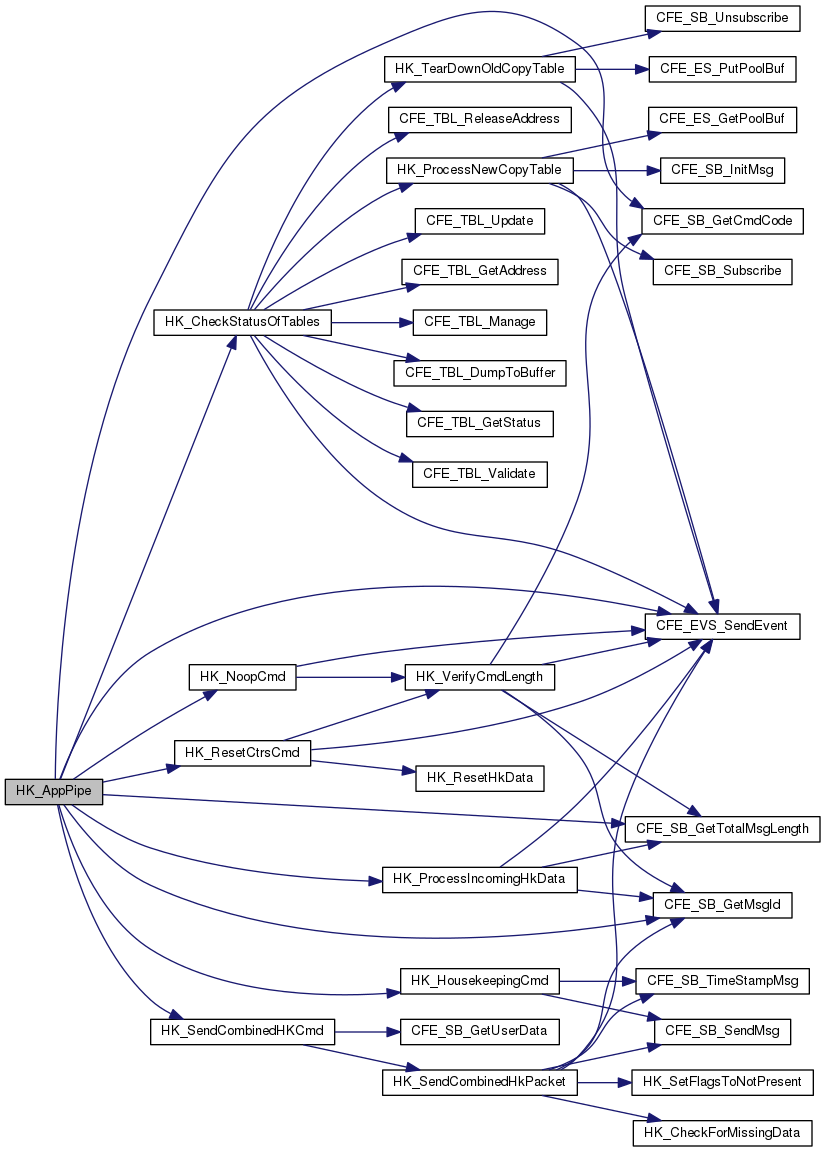 CFE_SB_Unsubscribe
HK_TearDownOldCopyTable
CFE_ES_PutPoolBuf
CFE_TBL_ReleaseAddress
CFE_ES_GetPoolBuf
HK_ProcessNewCopyTable
CFE_SB_InitMsg
CFE_TBL_Update
CFE_SB_GetCmdCode
CFE_TBL_GetAddress
CFE_SB_Subscribe
HK_CheckStatusOfTables
CFE_TBL_Manage
CFE_TBL_DumpToBuffer
CFE_TBL_GetStatus
CFE_TBL_Validate
CFE_EVS_SendEvent
HK_NoopCmd
HK_VerifyCmdLength
HK_ResetCtrsCmd
HK_ResetHkData
HK_AppPipe
CFE_SB_GetTotalMsgLength
HK_ProcessIncomingHkData
CFE_SB_GetMsgId
HK_HousekeepingCmd
CFE_SB_TimeStampMsg
HK_SendCombinedHKCmd
CFE_SB_GetUserData
CFE_SB_SendMsg
HK_SendCombinedHkPacket
HK_SetFlagsToNotPresent
HK_CheckForMissingData